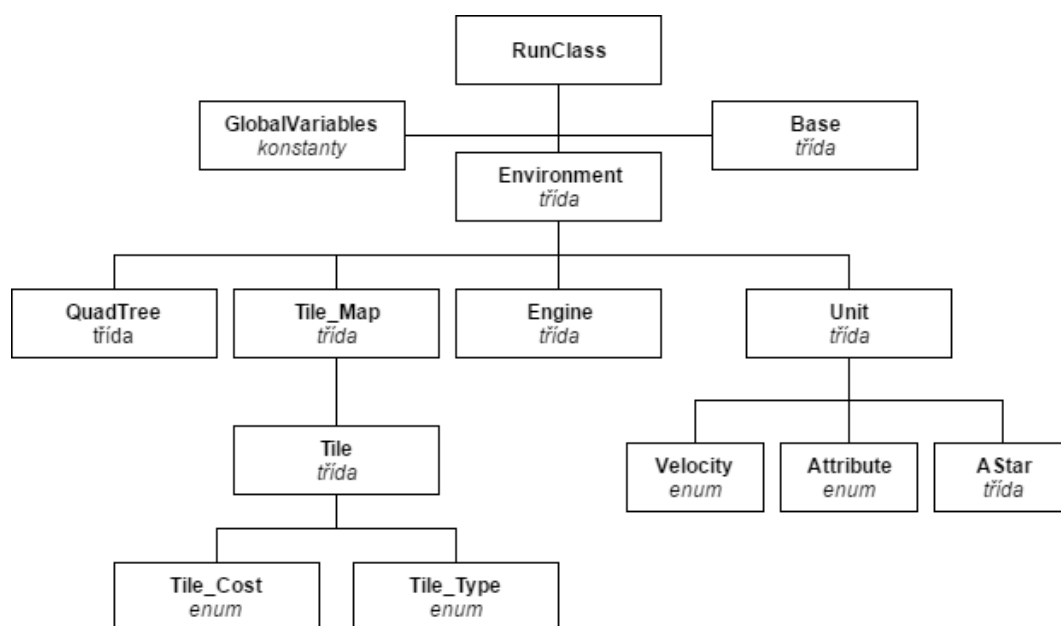 RunClass
GlobalVariables
konstanty
Base
třída
Environment
třída
QuadTree
třída
Tile_Map
třída
Engine
třída
Unit
třída
Tile
třída
Velocity
enum
Attribute
enum
AStar
třída
Tile_Cost
enum
Tile_Type
enum